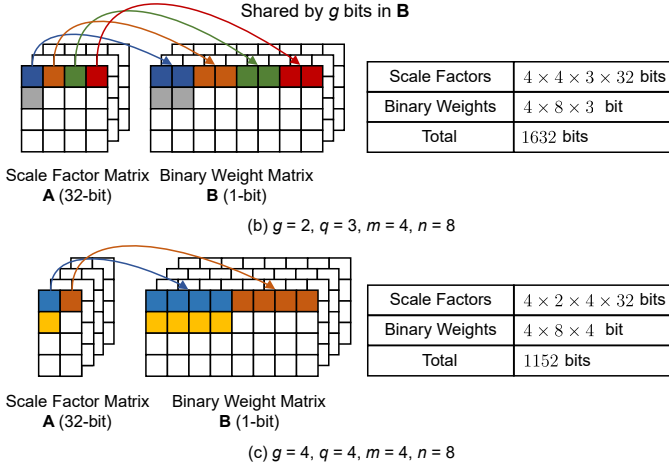 Shared by g bits in B
Scale Factors 4 × 4 × 3 × 32 bits
Binary Weights 4 × 8 × 3 bit
Total 1632 bits
Scale Factor Matrix Binary Weight Matrix
A (32-bit) B (1-bit)
(b) g = 2, q = 3, m = 4, n = 8
Scale Factors 4 × 2 × 4 × 32 bits
Binary Weights 4 × 8 × 4 bit
Total 1152 bits
Scale Factor Matrix Binary Weight Matrix
A (32-bit) B (1-bit)
(c) g = 4, q = 4, m = 4, n = 8